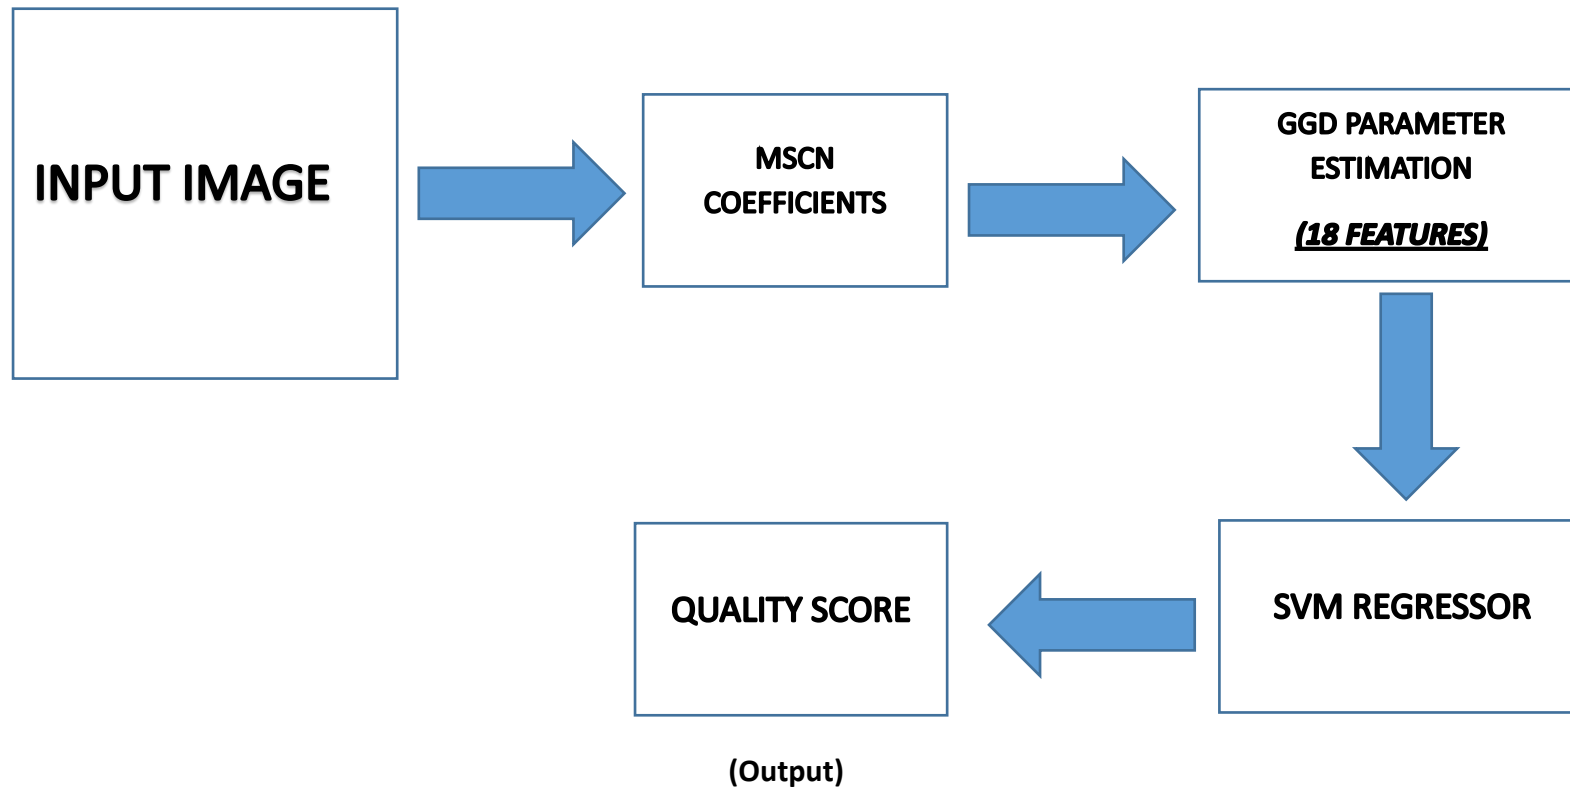 INPUT IMAGE
MSCN
COEFFICIENTS
GGD PARAMETER
ESTIMATION
(18 FEATURES)
SVM REGRESSOR
QUALITY SCORE
(Output)